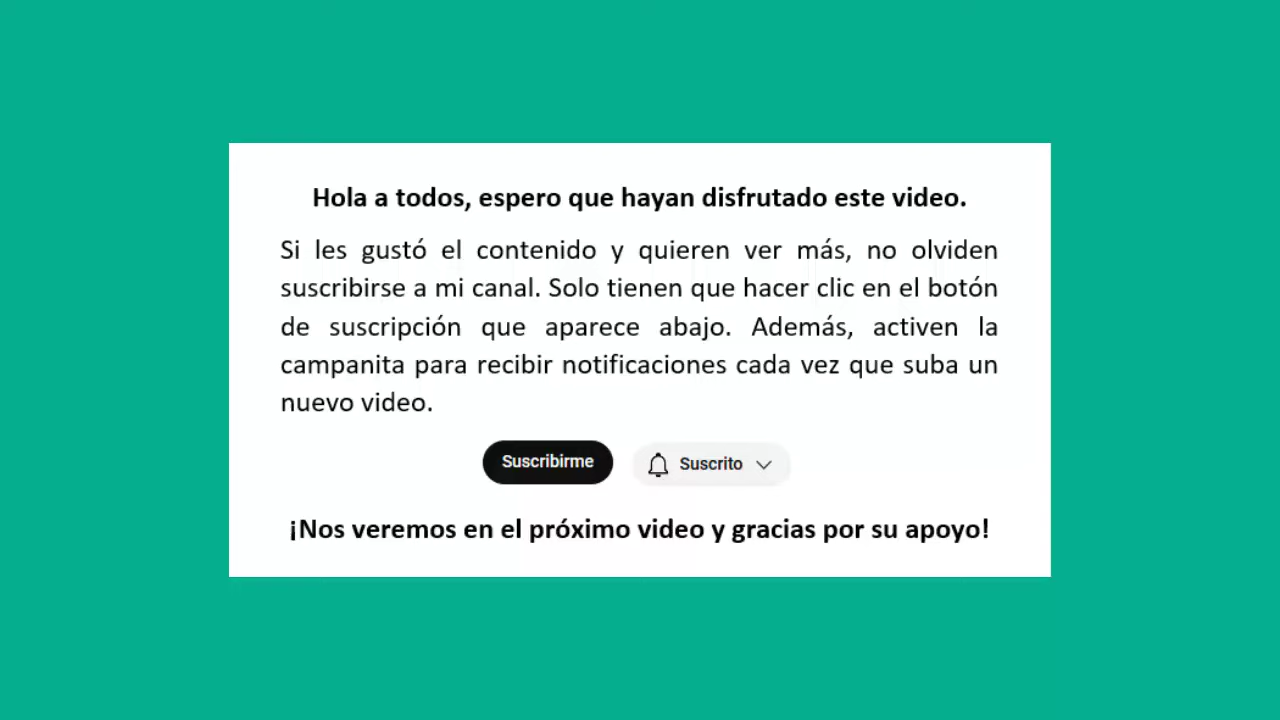 Hola a todos, espero que hayan disfrutado este video.
Si les gustó el contenido y quieren ver más, no olviden
suscribirse a mi canal. Solo tienen que hacer clic en el botón
de suscripción que aparece abajo. Además, activen la
campanita para recibir notificaciones cada vez que suba un
nuevo video.
Suscribirme Suscrito
¡Nos veremos en el próximo video y gracias por su apoyo!